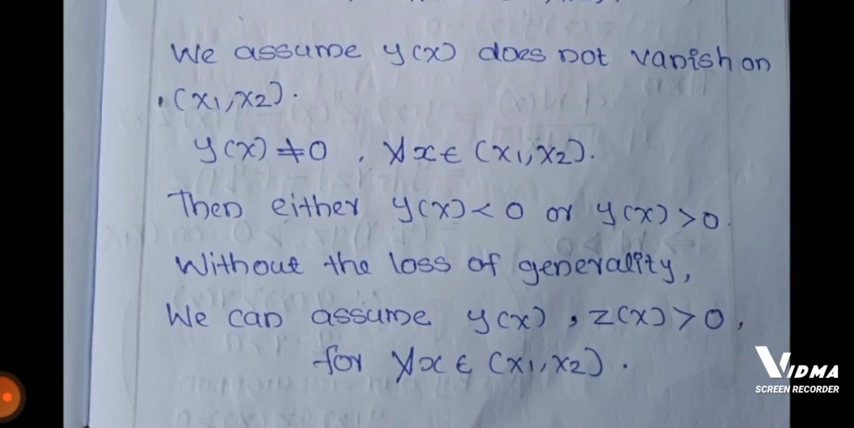 We assume y(x) does not vanish on
(x1, x2).
y(x) ≠ 0 , ∀x ∈ (x1, x2).
Then either y(x) < 0 or y(x) > 0.
Without the loss of generality,
We can assume y(x), z(x) > 0,
for ∀x ∈ (x1, x2).
VIDMA
SCREEN RECORDER